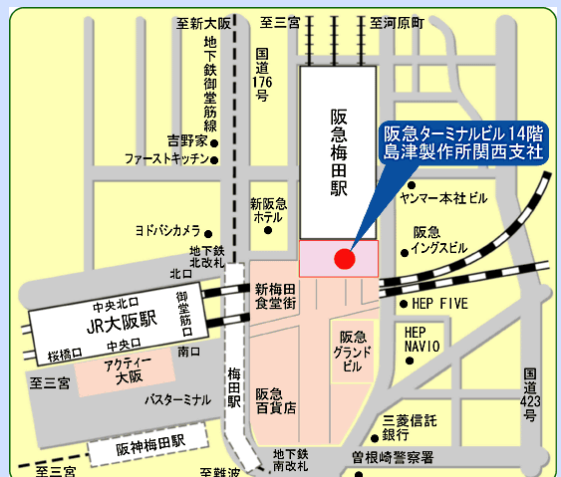 至新大阪
至三宮
至河原町
地下鉄御堂筋線
国道
176
号
阪急梅田駅
阪急ターミナルビル14階
島津製作所関西支社
吉野家
ファーストキッチン
新阪急
ホテル
ヤンマー本社ビル
ヨドバシカメラ
阪急
イングスビル
地下鉄
北改札
北口
中央北口
御堂筋口
JR大阪駅
中央口
桜橋口
南口
新梅田
食堂街
HEP FIVE
阪急
グランド
ビル
HEP
NAVIO
アクティー
大阪
至三宮
梅田駅
バスターミナル
阪急
百貨店
国道
423
号
三菱信託
銀行
阪神梅田駅
地下鉄
南改札
曽根崎警察署
至三宮
至難波